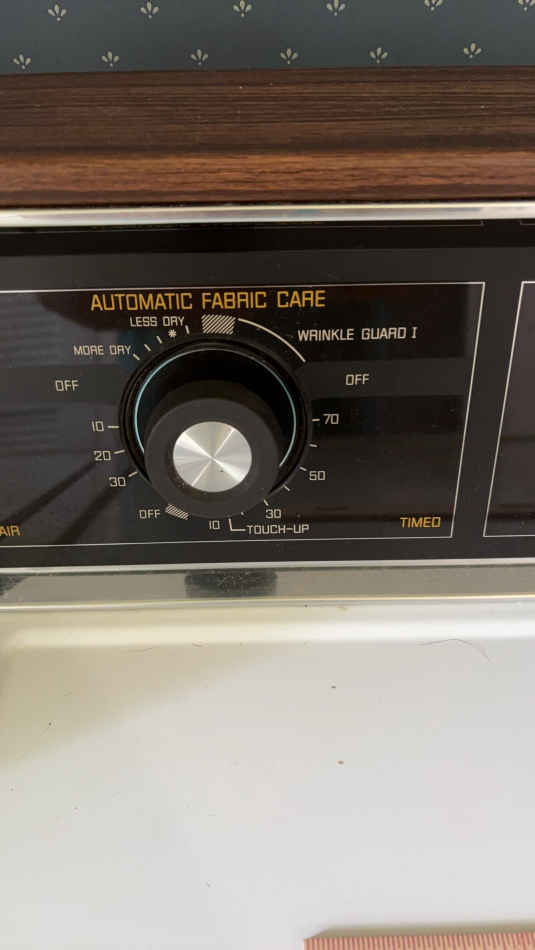 AUTOMATIC FABRIC CARE
LESS DRY
*
WRINKLE GUARD I
MORE DRY
OFF
OFF
10
70
20
30
50
OFF
30
10
TOUCH-UP
TIMED
AIR